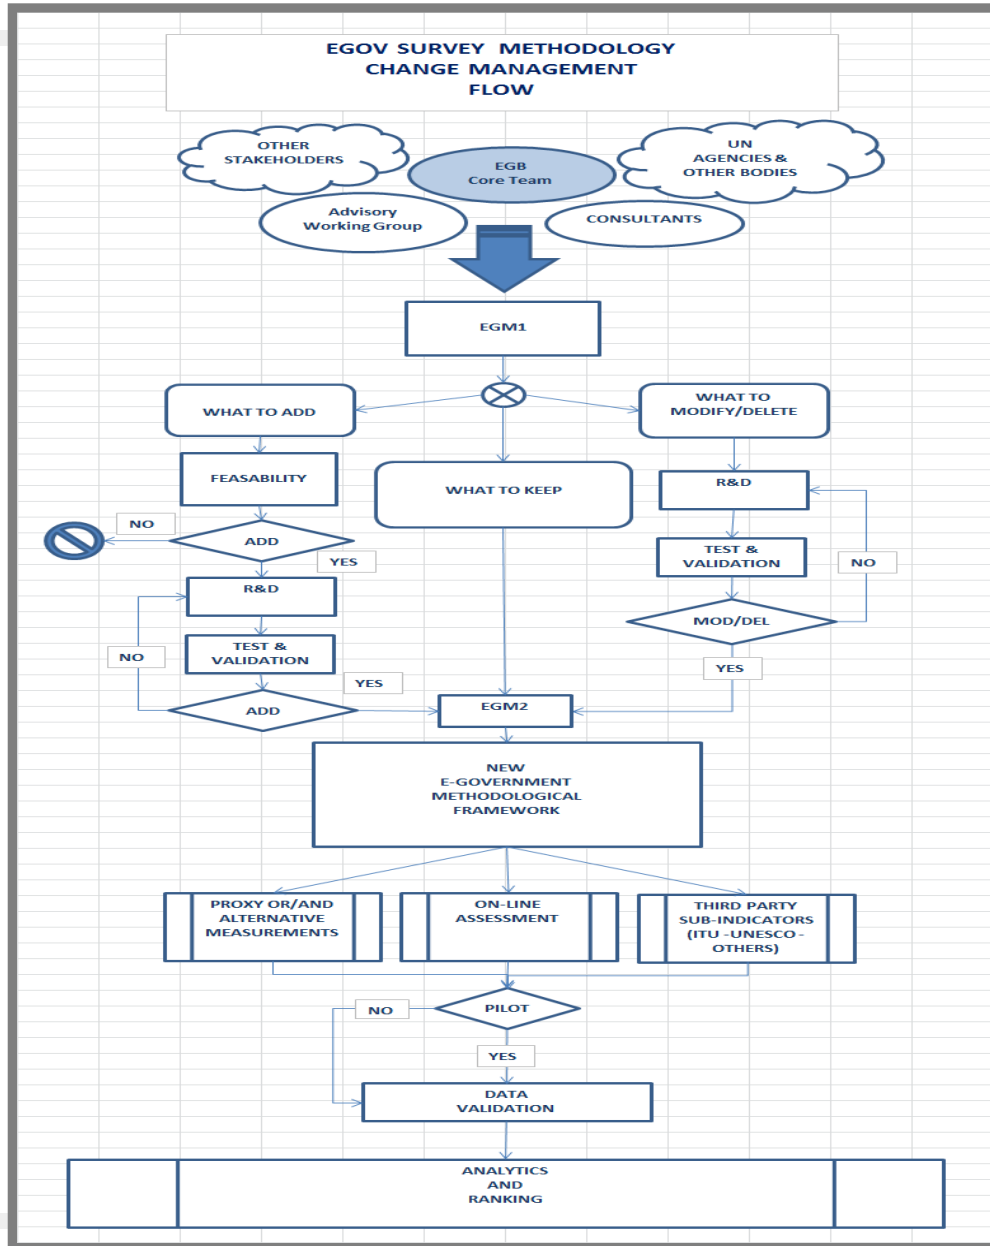 EGOV SURVEY METHODOLOGY
CHANGE MANAGEMENT
FLOW
OTHER
STAKEHOLDERS
EGB
Core Team
UN
AGENCIES &
OTHER BODIES
Advisory
Working Group
CONSULTANTS
EGM1
WHAT TO ADD
WHAT TO
MODIFY/DELETE
FEASABILITY
WHAT TO KEEP
R&D
NO
ADD
YES
TEST &
VALIDATION
NO
R&D
MOD/DEL
TEST &
VALIDATION
NO
YES
YES
ADD
EGM2
NEW
E-GOVERNMENT
METHODOLOGICAL
FRAMEWORK
PROXY OR/AND
ALTERNATIVE
MEASUREMENTS
ON-LINE
ASSESSMENT
THIRD PARTY
SUB-INDICATORS
(ITU -UNESCO -
OTHERS)
PILOT
NO
YES
DATA
VALIDATION
ANALYTICS
AND
RANKING